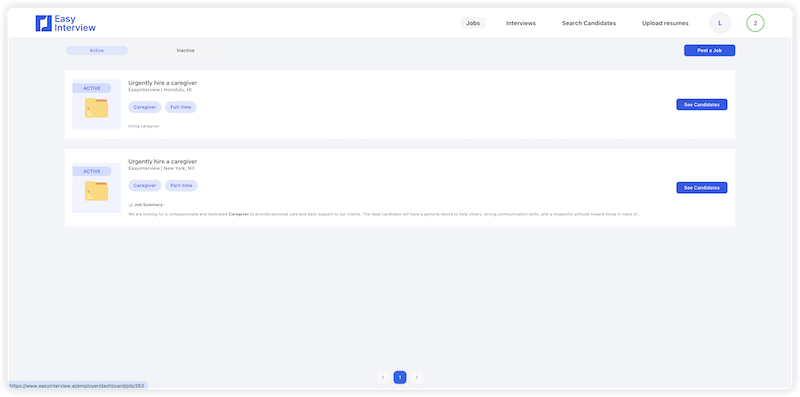 Easy
Interview
Jobs
Interviews
Search Candidates
Upload resumes
L
2
Active
Inactive
Post a Job
ACTIVE
Urgently hire a caregiver
EasyInterview | Honolulu, HI
Caregiver
Full-time
hiring caregiver
See Candidates
ACTIVE
Urgently hire a caregiver
EasyInterview | New York, NY
Caregiver
Part-time
Job Summary:
We are looking for a compassionate and dedicated Caregiver to provide personal care and daily support to our clients. The ideal candidate will have a genuine desire to help others, strong communication skills, and a respectful attitude toward those in need of...
See Candidates
1
https://www.easyinterview.ai/employer/dashboard/job/263